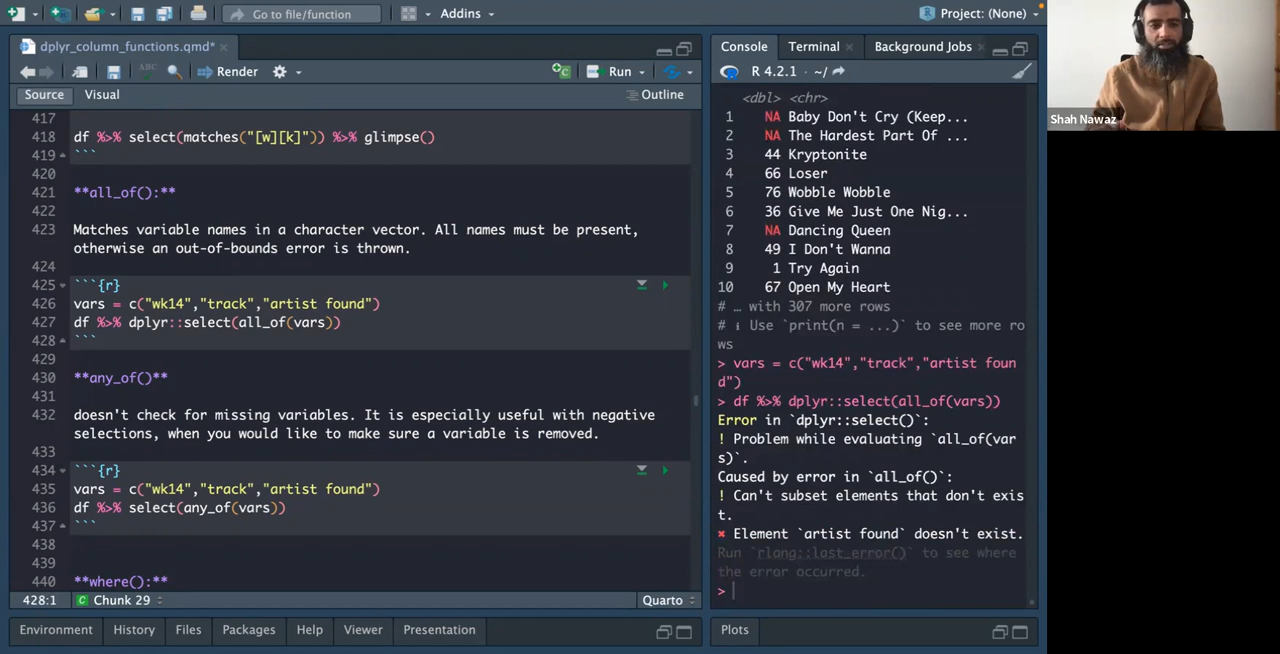 Go to file/function
Addins
Project: (None)
dplyr_column_functions.qmd*
Render
Run
Source
Visual
Outline
417
418 df %>% select(matches("[w][k]")) %>% glimpse()
419 ```
420
421 **all_of():**
422
423 Matches variable names in a character vector. All names must be present,
otherwise an out-of-bounds error is thrown.
424
425 ```{r}
426 vars = c("wk14","track","artist found")
427 df %>% dplyr::select(all_of(vars))
428 ```
429
430 **any_of()**
431
432 doesn't check for missing variables. It is especially useful with negative
selections, when you would like to make sure a variable is removed.
433
434 ```{r}
435 vars = c("wk14","track","artist found")
436 df %>% select(any_of(vars))
437 ```
438
439
440 **where():**
428:1
Chunk 29
Quarto
Environment
History
Files
Packages
Help
Viewer
Presentation
Console
Terminal
Background Jobs
R 4.2.1 · ~/
<dbl> <chr>
1 NA Baby Don't Cry (Keep...
2 NA The Hardest Part Of ...
3 44 Kryptonite
4 66 Loser
5 76 Wobble Wobble
6 36 Give Me Just One Nig...
7 NA Dancing Queen
8 49 I Don't Wanna
9 1 Try Again
10 67 Open My Heart
# … with 307 more rows
# ℹ Use `print(n = ...)` to see more ro
ws
> vars = c("wk14","track","artist foun
d")
> df %>% dplyr::select(all_of(vars))
Error in `dplyr::select()`:
! Problem while evaluating `all_of(var
s)`.
Caused by error in `all_of()`:
! Can't subset elements that don't exis
t.
✖ Element `artist found` doesn't exist.
Run `rlang::last_error()` to see where
the error occurred.
>
Plots
Shah Nawaz